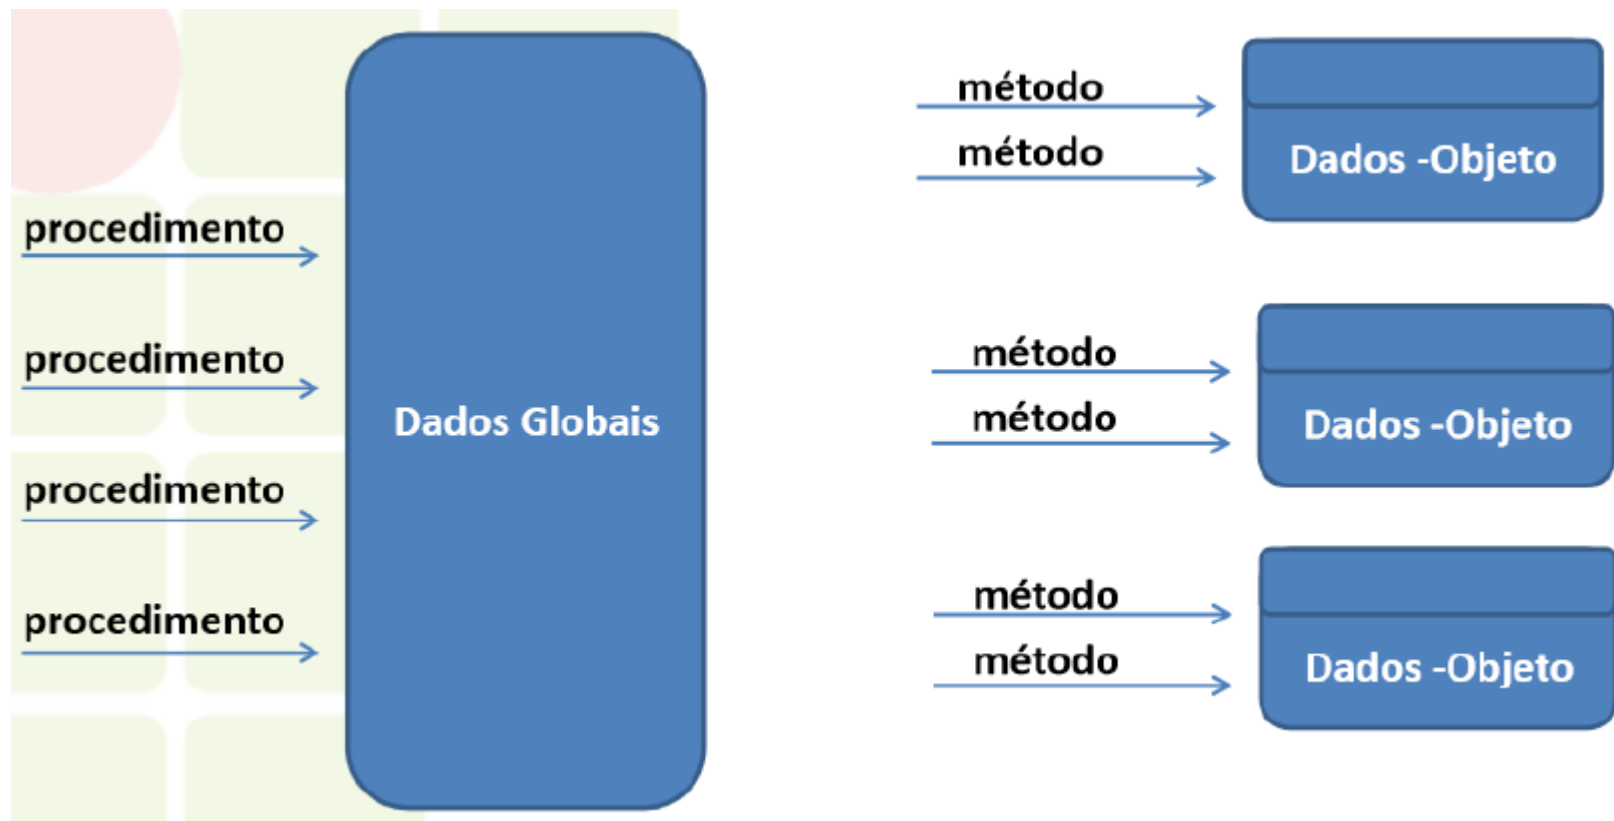 procedimento
procedimento
procedimento
procedimento
Dados Globais
método
método
Dados -Objeto
método
método
Dados -Objeto
método
método
Dados -Objeto